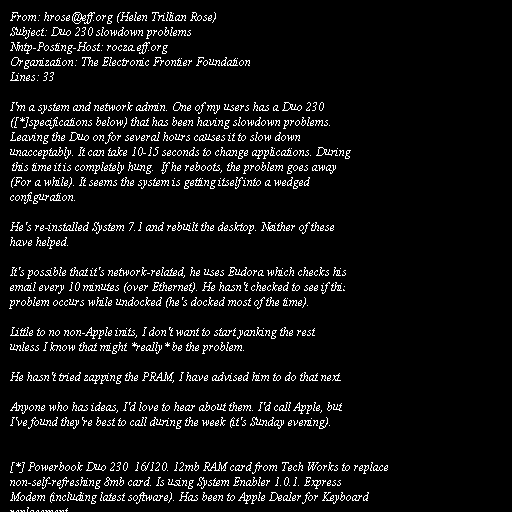 From: hrose@eff.org (Helen Trillian Rose)
Subject: Duo 230 slowdown problems
Nntp-Posting-Host: rocza.eff.org
Organization: The Electronic Frontier Foundation
Lines: 33
I'm a system and network admin. One of my users has a Duo 230
([*]specifications below) that has been having slowdown problems.
Leaving the Duo on for several hours causes it to slow down
unacceptably. It can take 10-15 seconds to change applications. During
this time it is completely hung. If he reboots, the problem goes away
(For a while). It seems the system is getting itself into a wedged
configuration.
He's re-installed System 7.1 and rebuilt the desktop. Neither of these
have helped.
It's possible that it's network-related, he uses Eudora which checks his
email every 10 minutes (over Ethernet). He hasn't checked to see if thi:
problem occurs while undocked (he's docked most of the time).
Little to no non-Apple inits, I don't want to start yanking the rest
unless I know that might *really* be the problem.
He hasn't tried zapping the PRAM, I have advised him to do that next.
Anyone who has ideas, I'd love to hear about them. I'd call Apple, but
I've found they're best to call during the week (it's Sunday evening).
[*] Powerbook Duo 230 16/120. 12mb RAM card from Tech Works to replace
non-self-refreshing 8mb card. Is using System Enabler 1.0.1. Express
Modem (including latest software). Has been to Apple Dealer for Keyboard
replacement